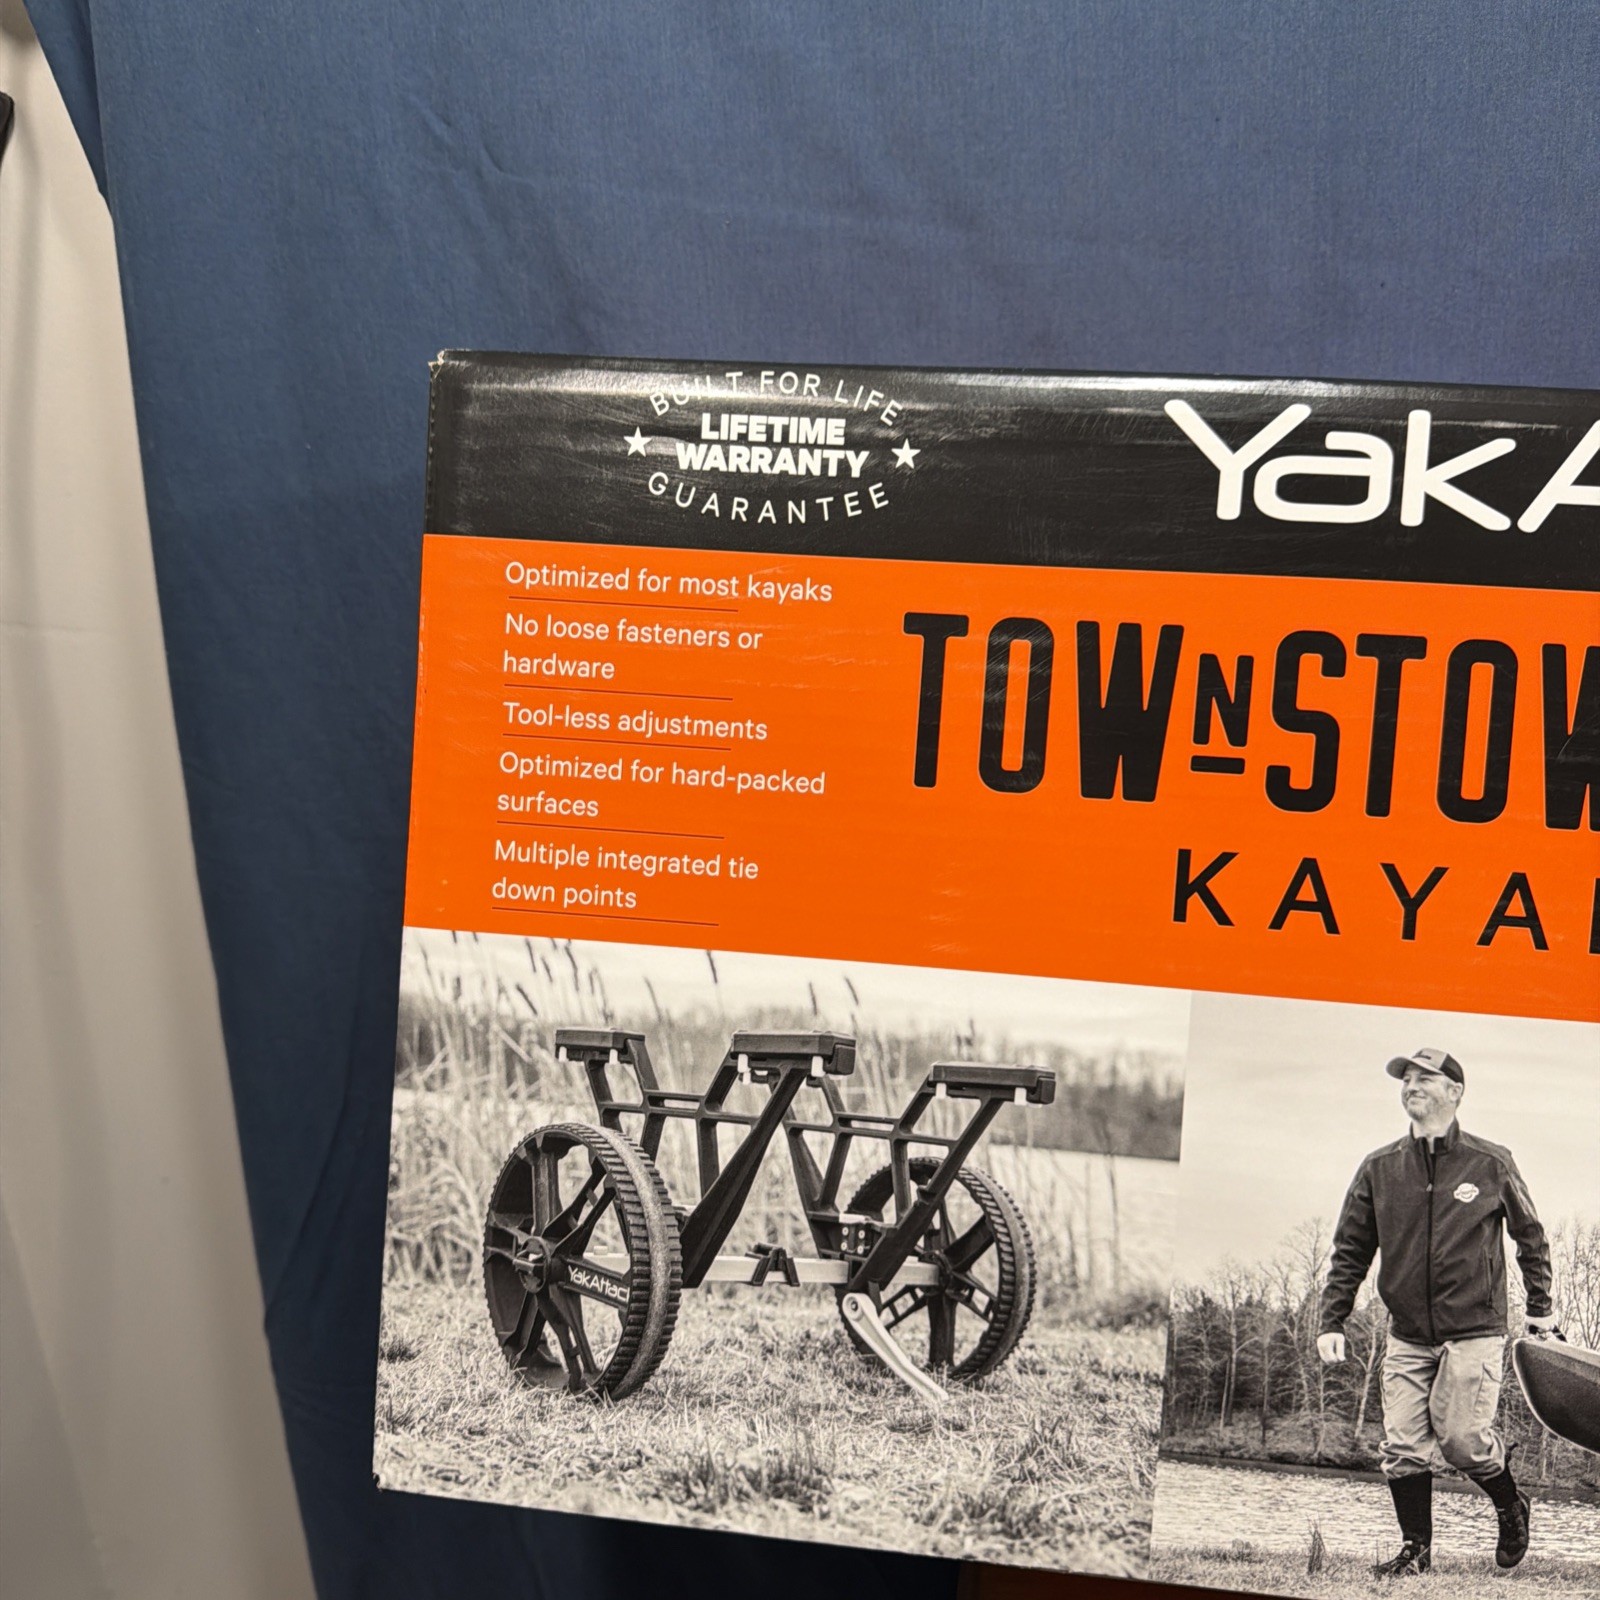 BUILT FOR LIFE
LIFETIME
WARRANTY
GUARANTEE
YakA
Optimized for most kayaks
No loose fasteners or
hardware
Tool-less adjustments
Optimized for hard-packed
surfaces
Multiple integrated tie
down points
TOWNSTOW
KAYA
YakAttac